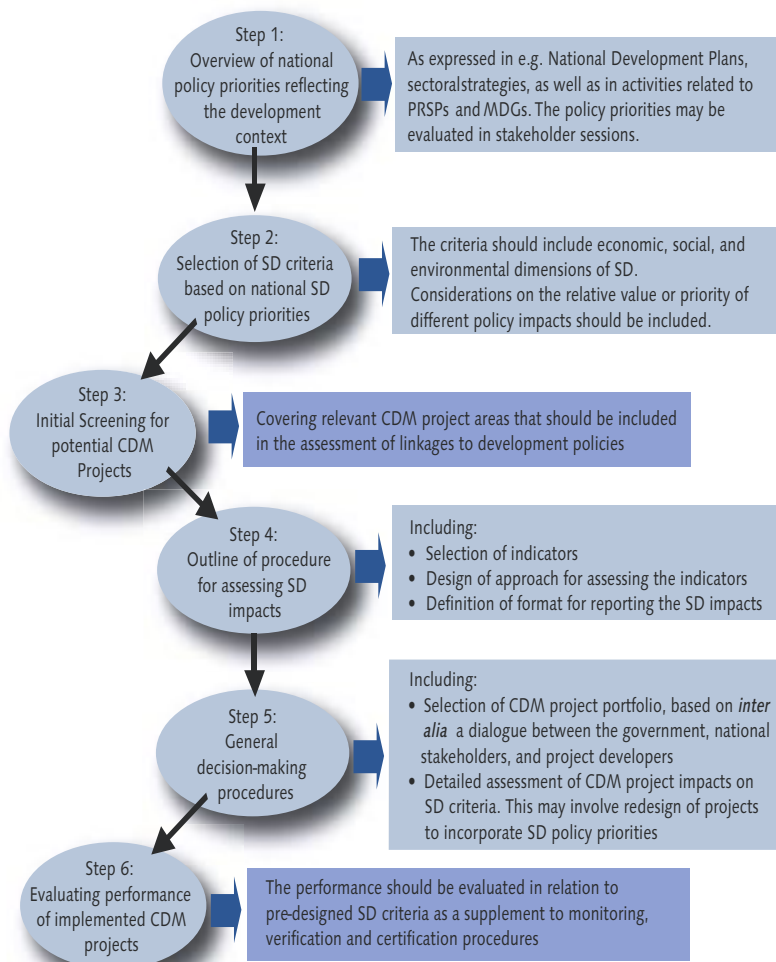 Step 1:
Overview of national
policy priorities reflecting
the development
context
As expressed in e.g. National Development Plans,
sectoralstrategies, as well as in activities related to
PRSPs and MDGs. The policy priorities may be
evaluated in stakeholder sessions.
Step 2:
Selection of SD criteria
based on national SD
policy priorities
The criteria should include economic, social, and
environmental dimensions of SD.
Considerations on the relative value or priority of
different policy impacts should be included.
Step 3:
Initial Screening for
potential CDM
Projects
Covering relevant CDM project areas that should be included
in the assessment of linkages to development policies
Step 4:
Outline of procedure
for assessing SD
impacts
Including:
• Selection of indicators
• Design of approach for assessing the indicators
• Definition of format for reporting the SD impacts
Step 5:
General
decision-making
procedures
Including:
• Selection of CDM project portfolio, based on inter
alia a dialogue between the government, national
stakeholders, and project developers
• Detailed assessment of CDM project impacts on
SD criteria. This may involve redesign of projects
to incorporate SD policy priorities
Step 6:
Evaluating performance
of implemented CDM
projects
The performance should be evaluated in relation to
pre-designed SD criteria as a supplement to monitoring,
verification and certification procedures